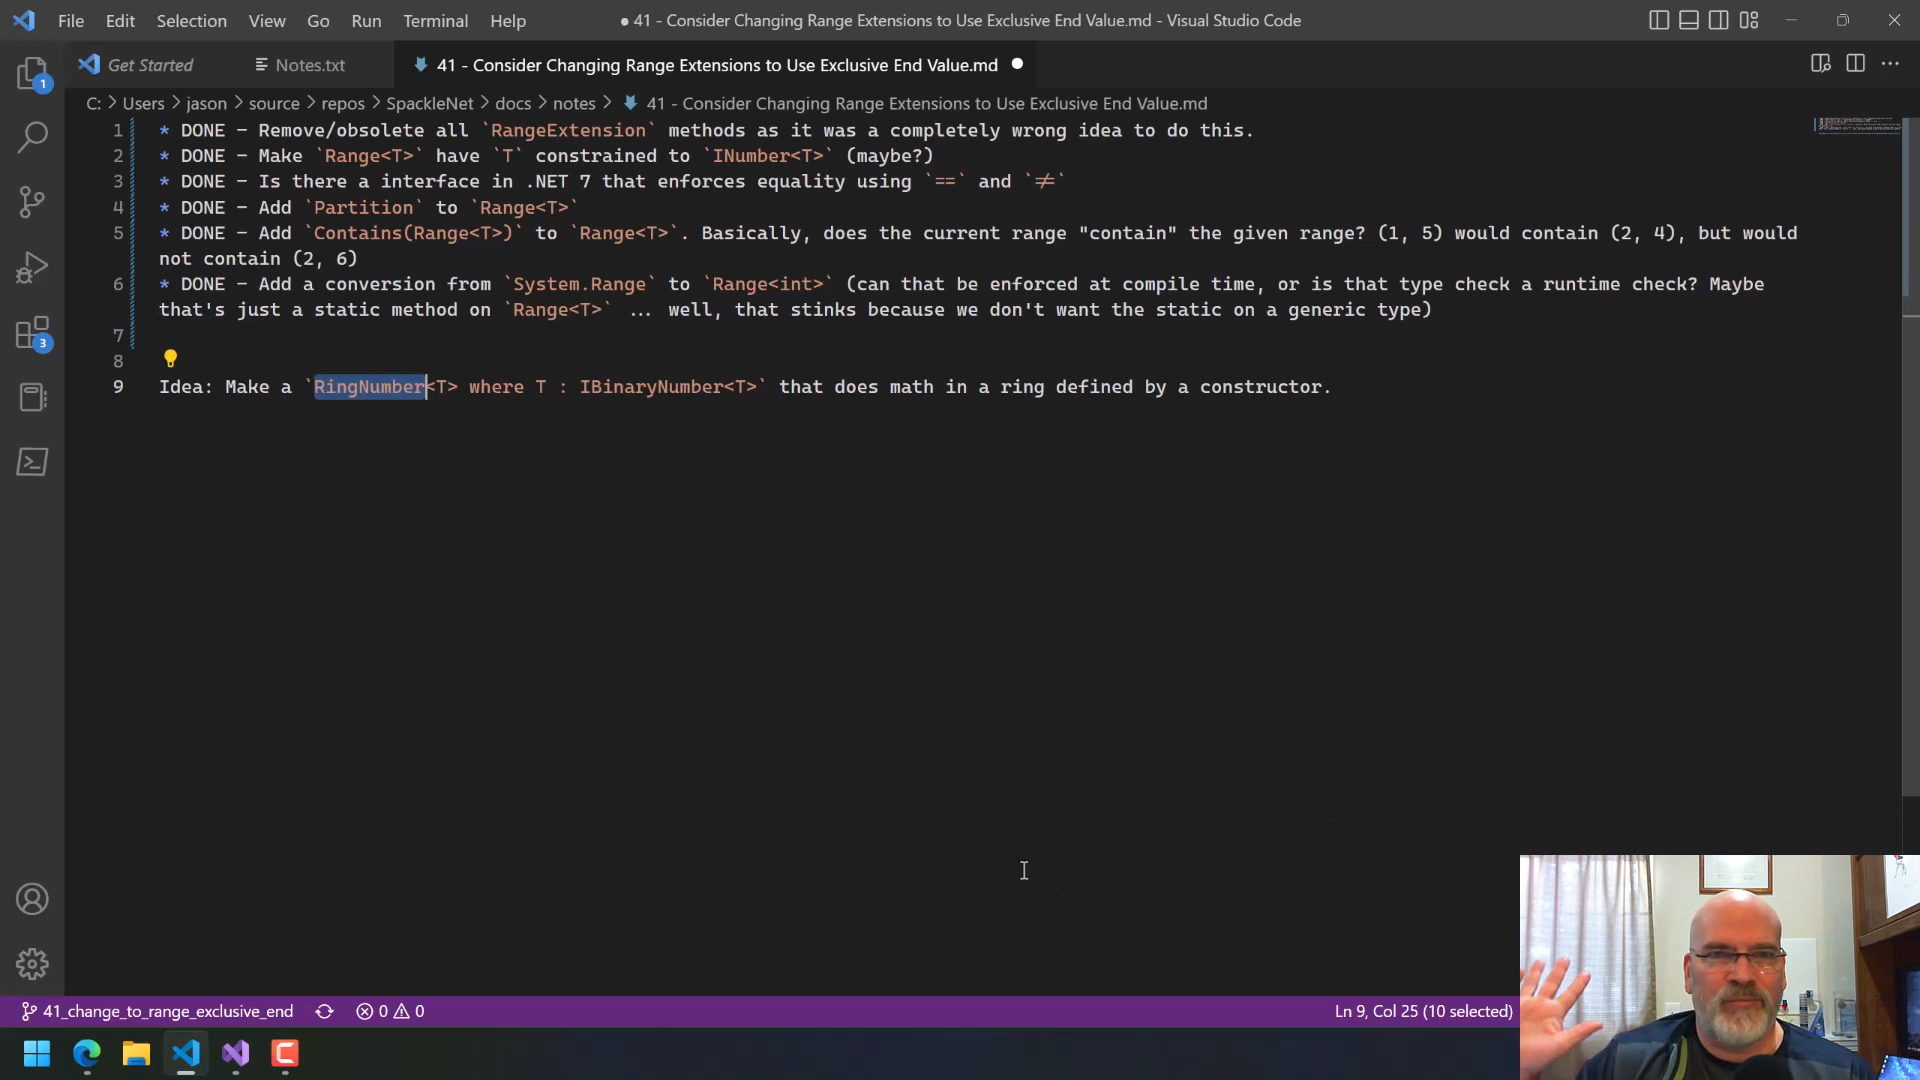 File Edit Selection View Go Run Terminal Help
● 41 - Consider Changing Range Extensions to Use Exclusive End Value.md - Visual Studio Code
Get Started
Notes.txt
41 - Consider Changing Range Extensions to Use Exclusive End Value.md
C: > Users > jason > source > repos > SpackleNet > docs > notes > 41 - Consider Changing Range Extensions to Use Exclusive End Value.md
1 * DONE - Remove/obsolete all `RangeExtension` methods as it was a completely wrong idea to do this.
2 * DONE - Make `Range<T>` have `T` constrained to `INumber<T>` (maybe?)
3 * DONE - Is there a interface in .NET 7 that enforces equality using `==` and `≠`
4 * DONE - Add `Partition` to `Range<T>`
5 * DONE - Add `Contains(Range<T>)` to `Range<T>`. Basically, does the current range "contain" the given range? (1, 5) would contain (2, 4), but would
not contain (2, 6)
6 * DONE - Add a conversion from `System.Range` to `Range<int>` (can that be enforced at compile time, or is that type check a runtime check? Maybe
that's just a static method on `Range<T>` ... well, that stinks because we don't want the static on a generic type)
7
8
9 Idea: Make a `RingNumber<T> where T : IBinaryNumber<T>` that does math in a ring defined by a constructor.
1
3
41_change_to_range_exclusive_end
0 0
Ln 9, Col 25 (10 selected)